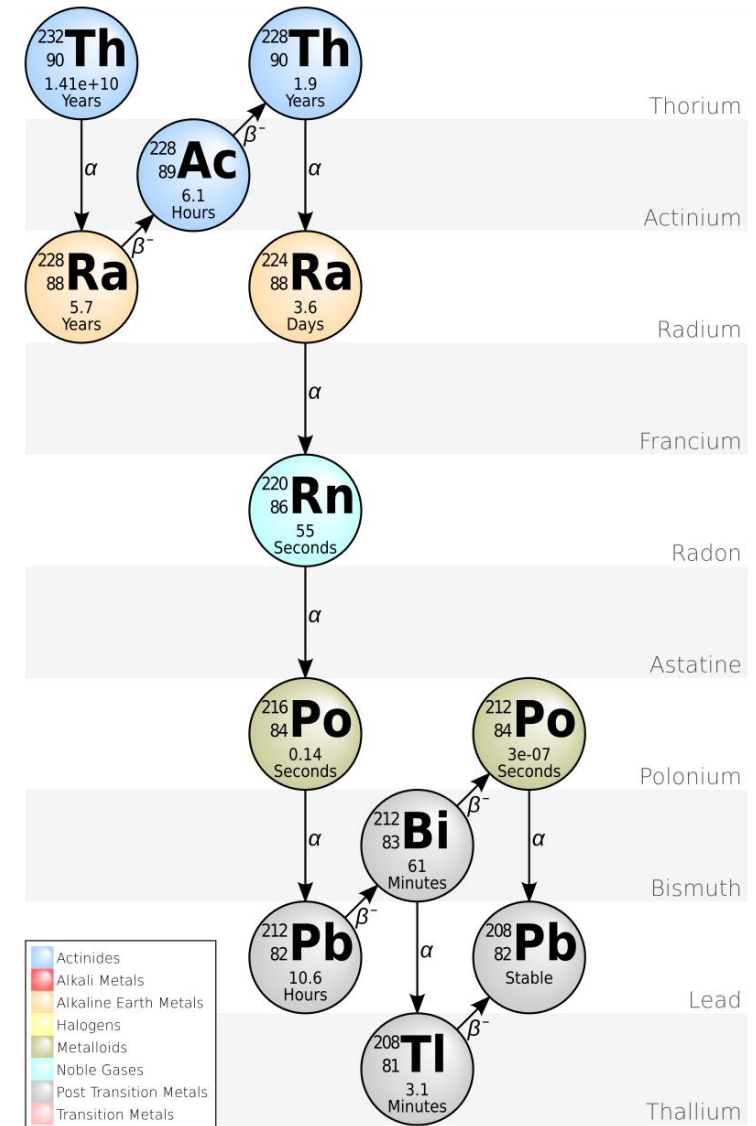 232
90
Th
1.41e+10
Years
228
90
Th
1.9
Years
Thorium
α
β⁻
228
89
Ac
6.1
Hours
α
Actinium
β⁻
228
88
Ra
5.7
Years
224
88
Ra
3.6
Days
Radium
α
Francium
220
86
Rn
55
Seconds
Radon
α
Astatine
216
84
Po
0.14
Seconds
212
84
Po
3e-07
Seconds
Polonium
α
β⁻
212
83
Bi
61
Minutes
α
Bismuth
β⁻
212
82
Pb
10.6
Hours
α
208
82
Pb
Stable
Lead
β⁻
208
81
Tl
3.1
Minutes
Thallium
Actinides
Alkali Metals
Alkaline Earth Metals
Halogens
Metalloids
Noble Gases
Post Transition Metals
Transition Metals